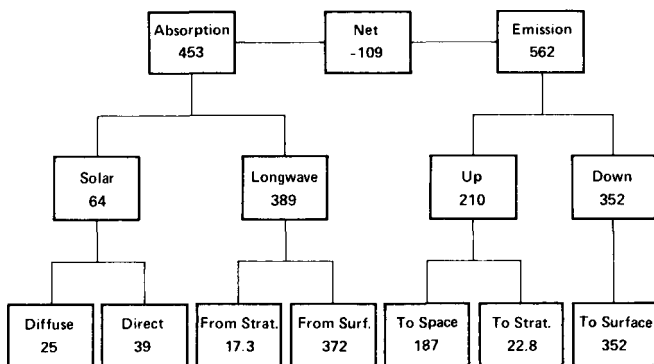 Absorption
453
Net
-109
Emission
562
Solar
64
Longwave
389
Up
210
Down
352
Diffuse
25
Direct
39
From Strat.
17.3
From Surf.
372
To Space
187
To Strat.
22.8
To Surface
352